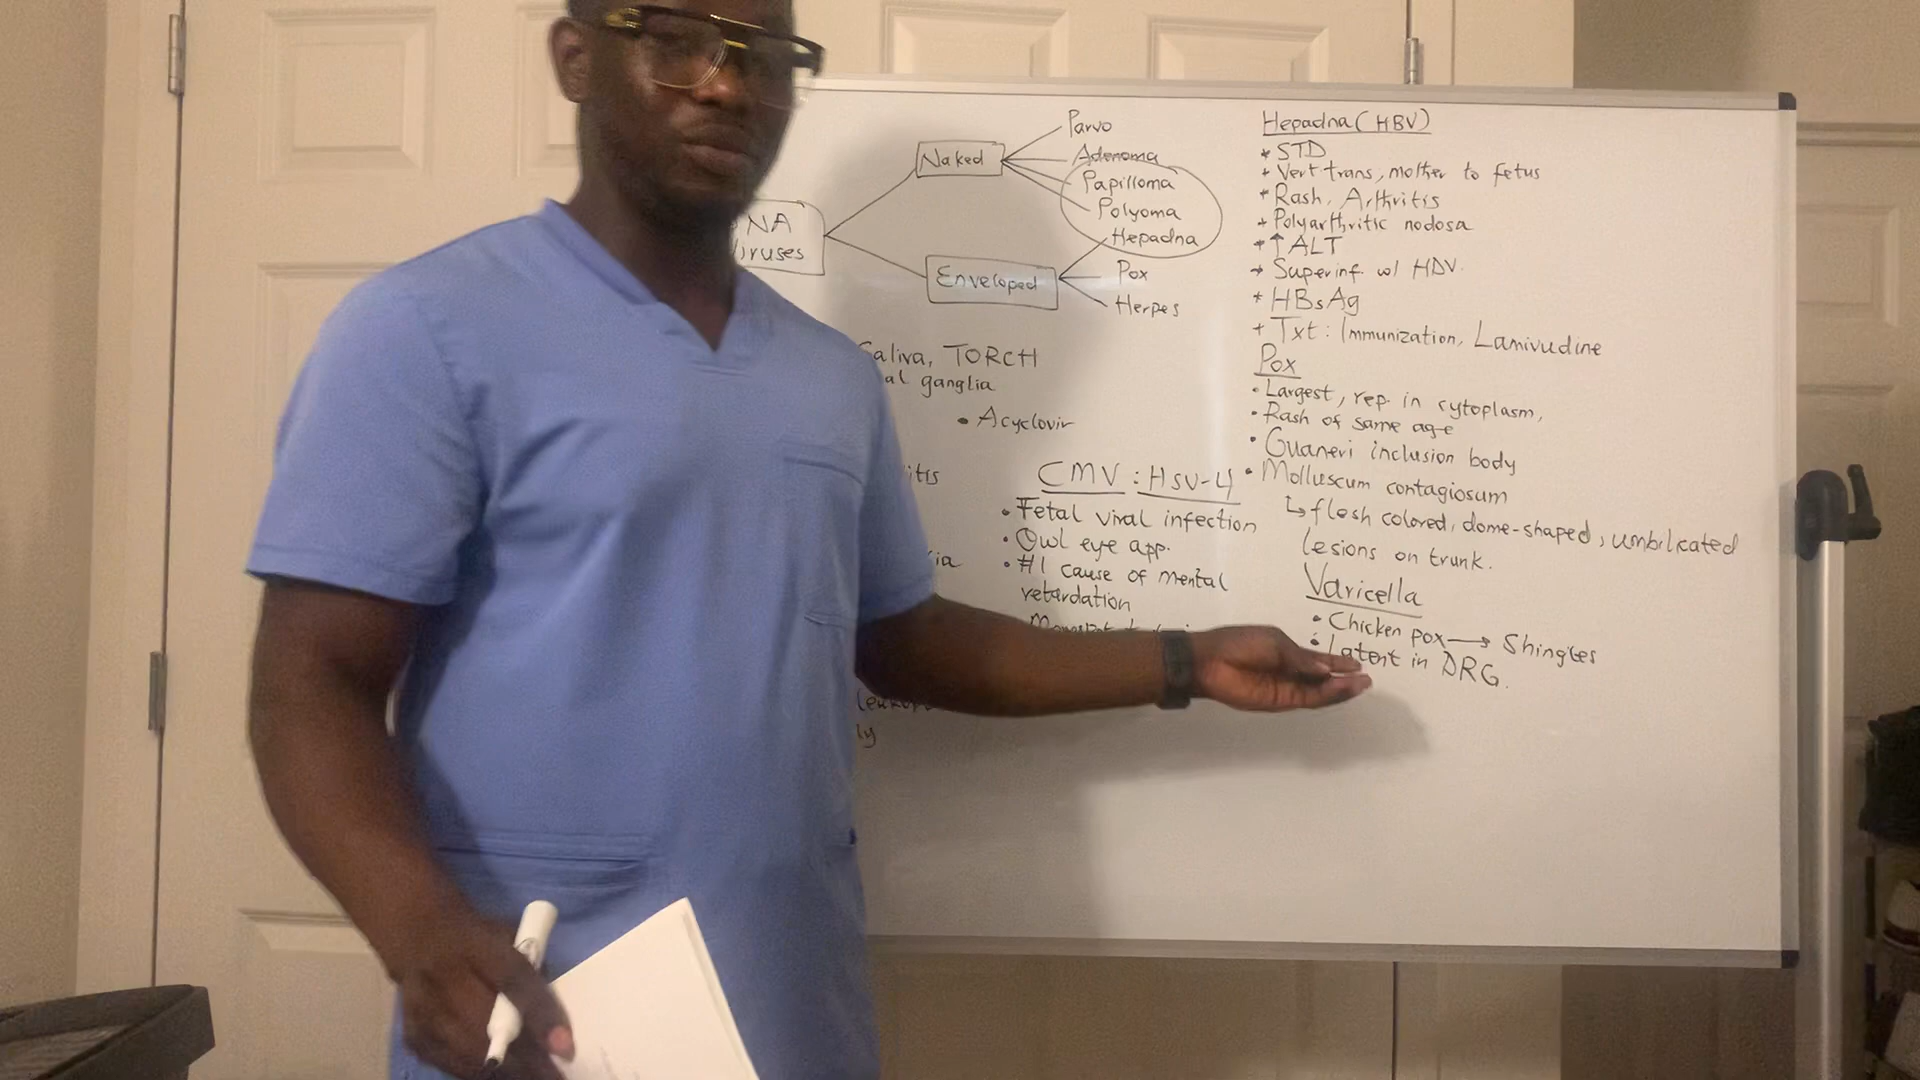 NA
Viruses
Naked
Enveloped
Parvo
Adenoma
Papilloma
Polyoma
Hepadna
Pox
Herpes
Saliva, TORCH
al ganglia
• Acyclovir
itis
ia
ly
CMV : HSV-4
• Fetal viral infection
• Owl eye app.
• #1 cause of mental
retardation
Hepadna (HBV)
* STD
+ Vert trans, mother to fetus
* Rash, Arthritis
+ Polyarthritic nodosa
* ↑ ALT
+ Superinf. w/ HDV.
* HBsAg
+ Txt: Immunization, Lamivudine
Pox
• Largest, rep. in cytoplasm,
• Rash of same age
• Guaneri inclusion body
• Molluscum contagiosum
↳ flesh colored, dome-shaped, umbilicated
lesions on trunk.
Varicella
• Chicken pox → Shingles
• Latent in DRG.